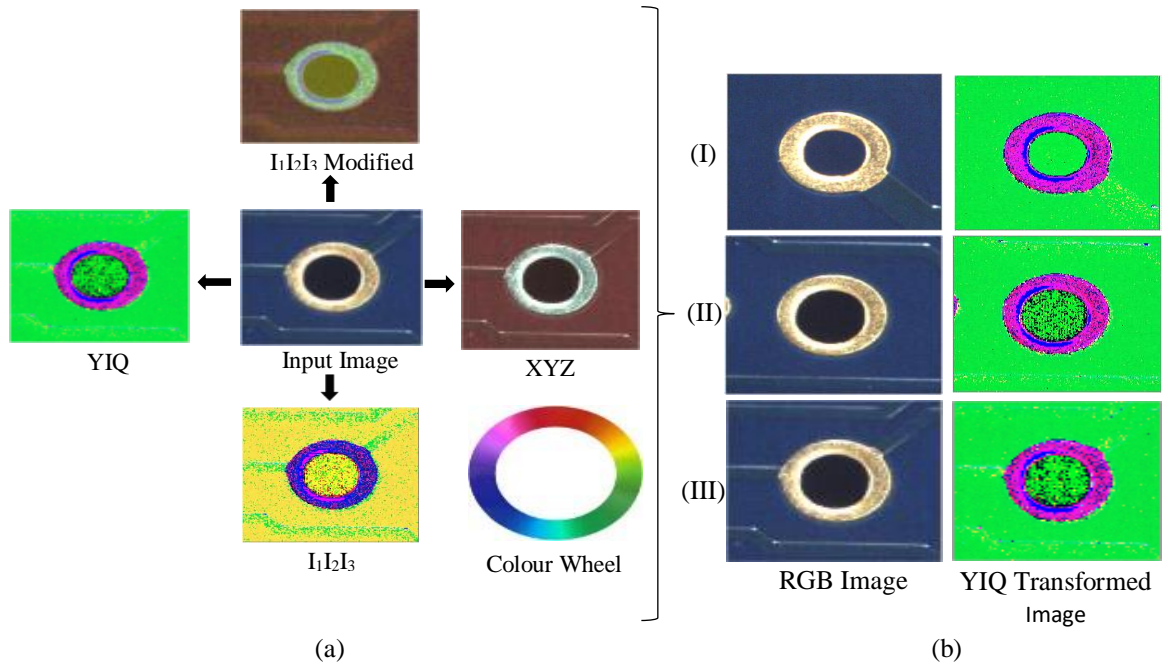 I₁I₂I₃ Modified
YIQ
Input Image
XYZ
I₁I₂I₃
Colour Wheel
(a)
(I)
(II)
(III)
RGB Image
YIQ Transformed
Image
(b)